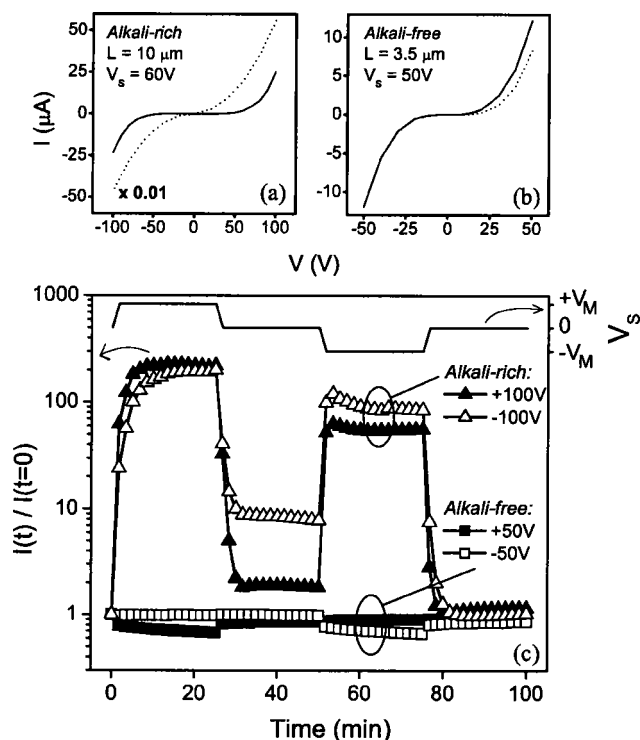 Alkali-rich
L = 10 μm
V_s = 60V
Alkali-free
L = 3.5 μm
V_s = 50V
I (μA)
50
25
0
-25
-50
x 0.01
(a)
-100 -50 0 50 100
10
5
0
-5
-10
(b)
-50 -25 0 25 50
V (V)
I(t) / I(t=0)
1000
100
10
1
+V_M
0
-V_M
V_s
Alkali-rich:
+100V
-100V
Alkali-free:
+50V
-50V
(c)
0 20 40 60 80 100
Time (min)